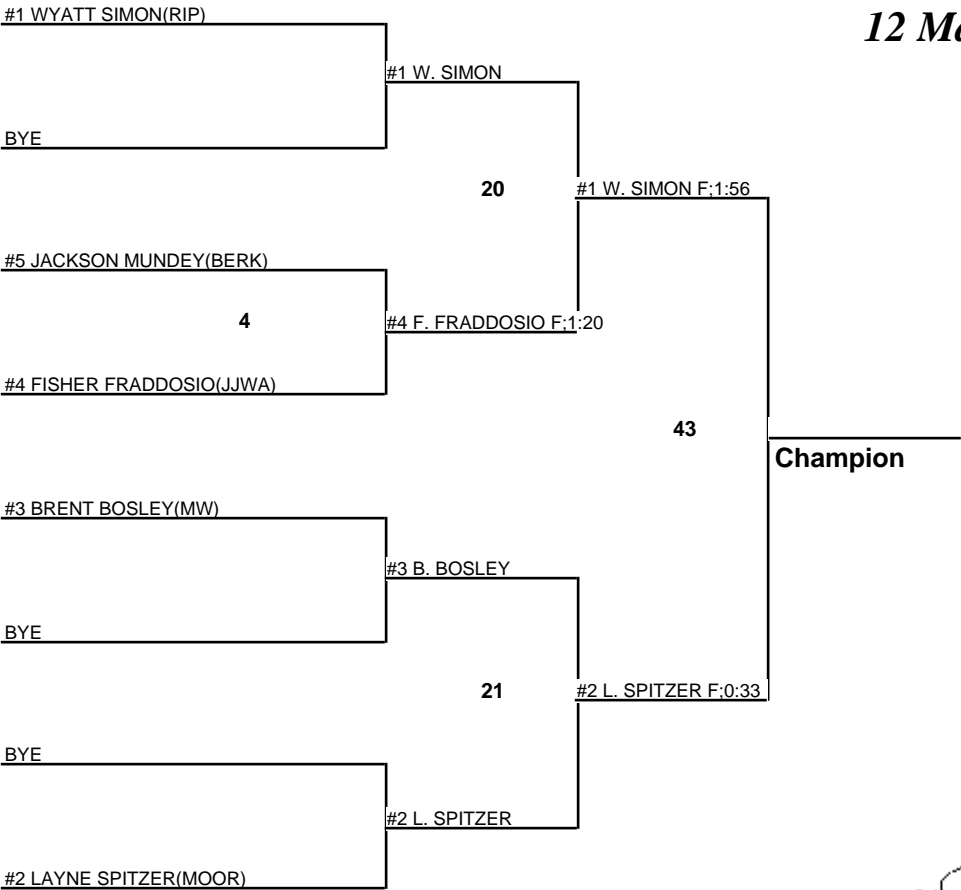 #1 WYATT SIMON(RIP)
12 Ma
#1 W. SIMON
BYE
20
#1 W. SIMON F;1:56
#5 JACKSON MUNDEY(BERK)
4
#4 F. FRADDOSIO F;1:20
#4 FISHER FRADDOSIO(JJWA)
43
Champion
#3 BRENT BOSLEY(MW)
#3 B. BOSLEY
BYE
21
#2 L. SPITZER F;0:33
BYE
#2 L. SPITZER
#2 LAYNE SPITZER(MOOR)